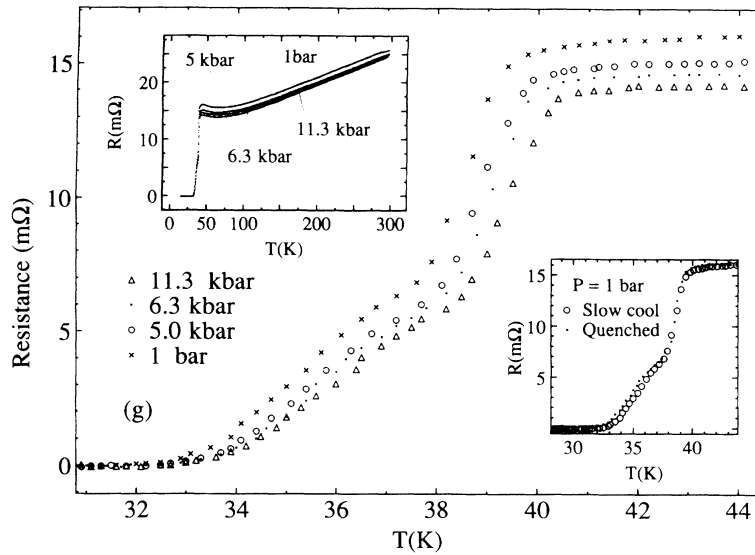 Resistance (mΩ)
15
10
5
0
32
34
36
38
40
42
44
T(K)
(g)
△ 11.3 kbar
· 6.3 kbar
○ 5.0 kbar
× 1 bar
R(mΩ)
20
10
0
0
50
100
150
200
250
300
T(K)
5 kbar
1bar
11.3 kbar
6.3 kbar
R(mΩ)
15
10
5
30
35
40
T(K)
P = 1 bar
○ Slow cool
· Quenched